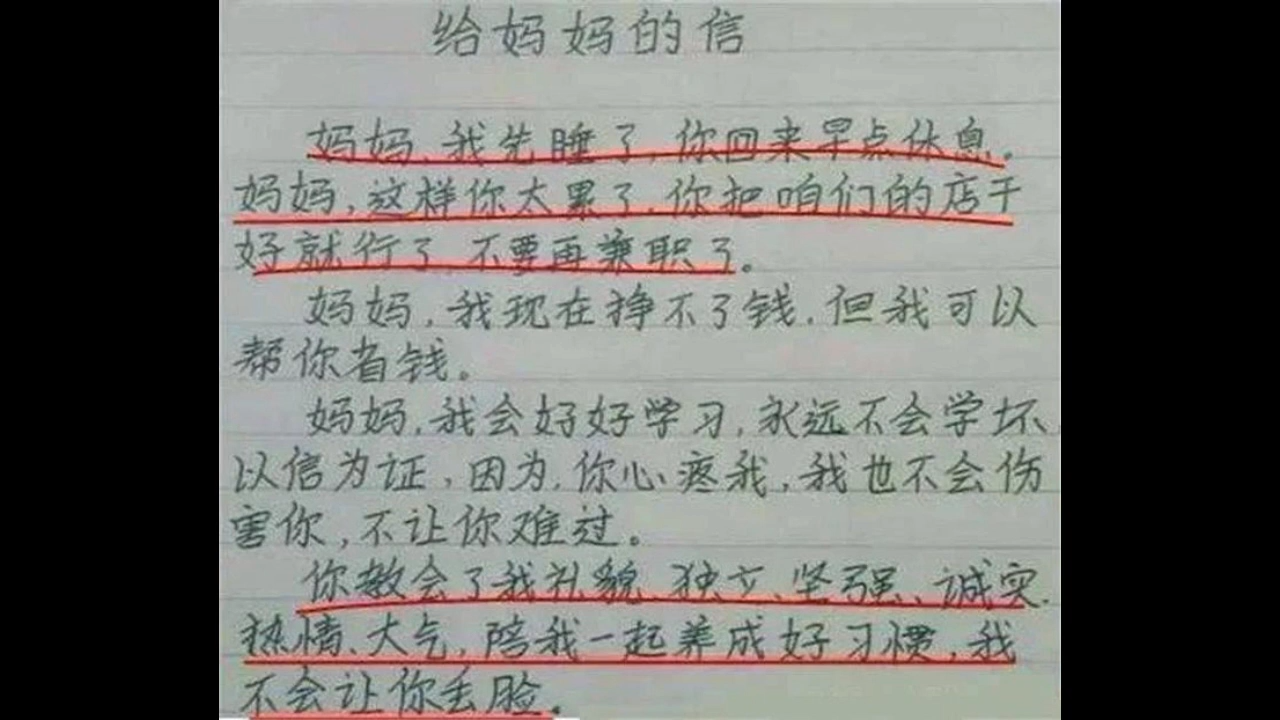 给妈妈的信
妈妈,我先睡了,你回来早点休息。
妈妈,这样你太累了,你把咱们的店干
好就行了,不要再兼职了。
妈妈,我现在挣不了钱,但我可以
帮你省钱。
妈妈,我会好好学习,永远不会学坏
以信为证,因为,你心疼我,我也不会伤
害你,不让你难过。
你教会了我礼貌、独立、坚强、诚实、
热情、大气,陪我一起养成好习惯,我
不会让你丢脸。